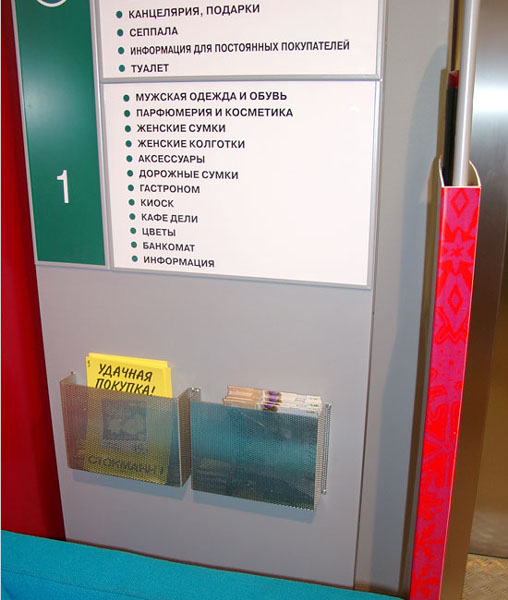 КАНЦЕЛЯРИЯ, ПОДАРКИ
СЕППАЛА
ИНФОРМАЦИЯ ДЛЯ ПОСТОЯННЫХ ПОКУПАТЕЛЕЙ
ТУАЛЕТ
1
МУЖСКАЯ ОДЕЖДА И ОБУВЬ
ПАРФЮМЕРИЯ И КОСМЕТИКА
ЖЕНСКИЕ СУМКИ
ЖЕНСКИЕ КОЛГОТКИ
АКСЕССУАРЫ
ДОРОЖНЫЕ СУМКИ
ГАСТРОНОМ
КИОСК
КАФЕ ДЕЛИ
ЦВЕТЫ
БАНКОМАТ
ИНФОРМАЦИЯ
УДАЧНАЯ
ПОКУПКА!
СТОКМАНН